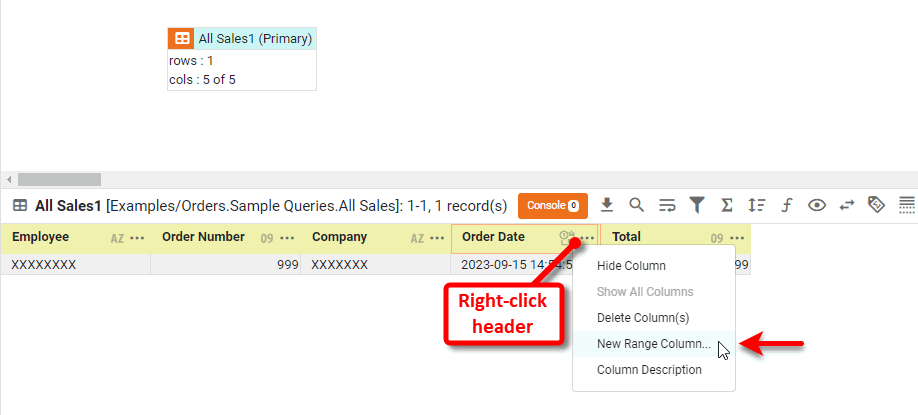 All Sales1 (Primary)
rows : 1
cols : 5 of 5
All Sales1 [Examples/Orders.Sample Queries.All Sales]: 1-1, 1 record(s) Console 0
Employee AZ Order Number 09 Company AZ Order Date Total 09
XXXXXXXX 999 XXXXXXX 2023-09-15 14:54:5 99
Right-click
header
Hide Column
Show All Columns
Delete Column(s)
New Range Column...
Column Description